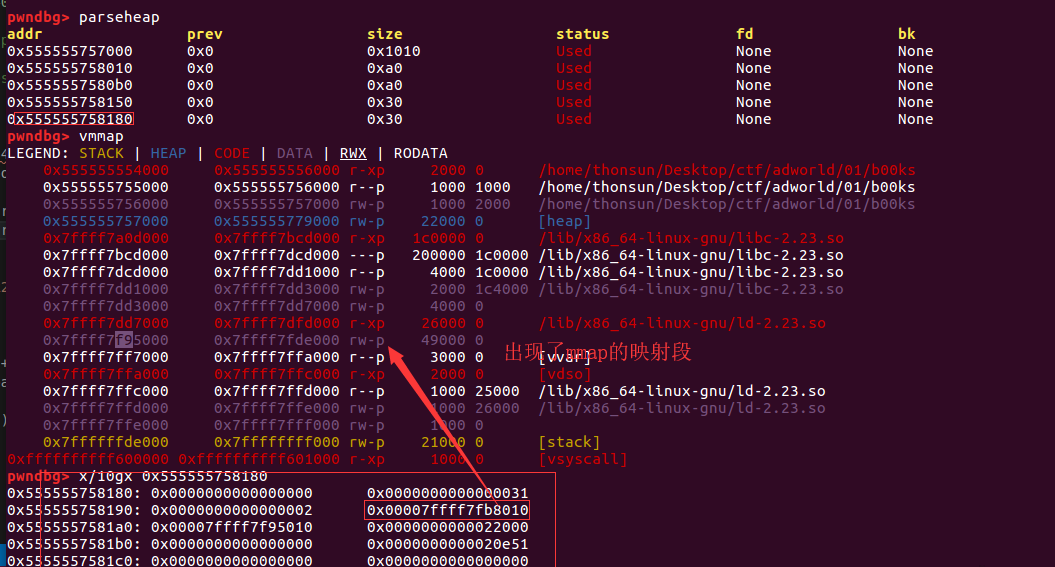 pwndbg> parseheap
addr prev size status fd bk
0x555555757000 0x0 0x1010 Used None None
0x555555758010 0x0 0xa0 Used None None
0x5555557580b0 0x0 0xa0 Used None None
0x555555758150 0x0 0x30 Used None None
0x555555758180 0x0 0x30 Used None None
pwndbg> vmmap
LEGEND: STACK | HEAP | CODE | DATA | RWX | RODATA
0x555555554000 0x555555556000 r-xp 2000 0 /home/thonsun/Desktop/ctf/adworld/01/b00ks
0x555555755000 0x555555756000 r--p 1000 1000 /home/thonsun/Desktop/ctf/adworld/01/b00ks
0x555555756000 0x555555757000 rw-p 1000 2000 /home/thonsun/Desktop/ctf/adworld/01/b00ks
0x555555757000 0x555555779000 rw-p 22000 0 [heap]
0x7ffff7a0d000 0x7ffff7bcd000 r-xp 1c0000 0 /lib/x86_64-linux-gnu/libc-2.23.so
0x7ffff7bcd000 0x7ffff7dcd000 ---p 200000 1c0000 /lib/x86_64-linux-gnu/libc-2.23.so
0x7ffff7dcd000 0x7ffff7dd1000 r--p 4000 1c0000 /lib/x86_64-linux-gnu/libc-2.23.so
0x7ffff7dd1000 0x7ffff7dd3000 rw-p 2000 1c4000 /lib/x86_64-linux-gnu/libc-2.23.so
0x7ffff7dd3000 0x7ffff7dd7000 rw-p 4000 0
0x7ffff7dd7000 0x7ffff7dfd000 r-xp 26000 0 /lib/x86_64-linux-gnu/ld-2.23.so
0x7ffff7f95000 0x7ffff7fde000 rw-p 49000 0
出现了mmap的映射段
0x7ffff7ff7000 0x7ffff7ffa000 r--p 3000 0 [vvar]
0x7ffff7ffa000 0x7ffff7ffc000 r-xp 2000 0 [vdso]
0x7ffff7ffc000 0x7ffff7ffd000 r--p 1000 25000 /lib/x86_64-linux-gnu/ld-2.23.so
0x7ffff7ffd000 0x7ffff7ffe000 rw-p 1000 26000 /lib/x86_64-linux-gnu/ld-2.23.so
0x7ffff7ffe000 0x7ffff7fff000 rw-p 1000 0
0x7ffffffde000 0x7ffffffff000 rw-p 21000 0 [stack]
0xffffffffff600000 0xffffffffff601000 r-xp 1000 0 [vsyscall]
pwndbg> x/10gx 0x555555758180
0x555555758180: 0x0000000000000000 0x0000000000000031
0x555555758190: 0x0000000000000002 0x00007ffff7fb8010
0x5555557581a0: 0x00007ffff7f95010 0x0000000000022000
0x5555557581b0: 0x0000000000000000 0x0000000000020e51
0x5555557581c0: 0x0000000000000000 0x0000000000000000